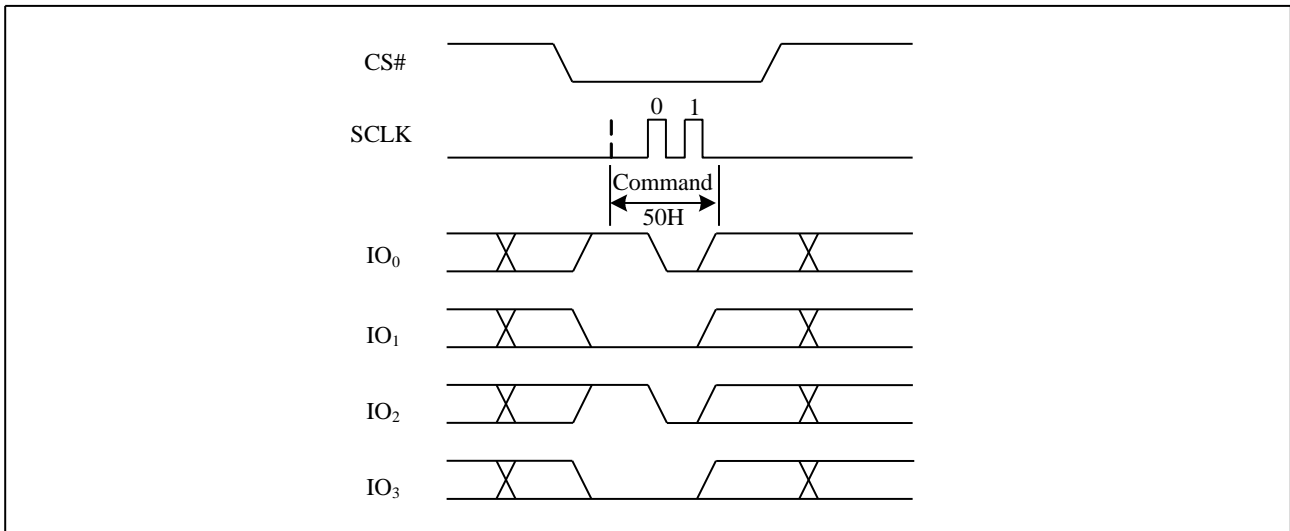 CS#
0 1
SCLK
Command
50H
IO₀
IO₁
IO₂
IO₃